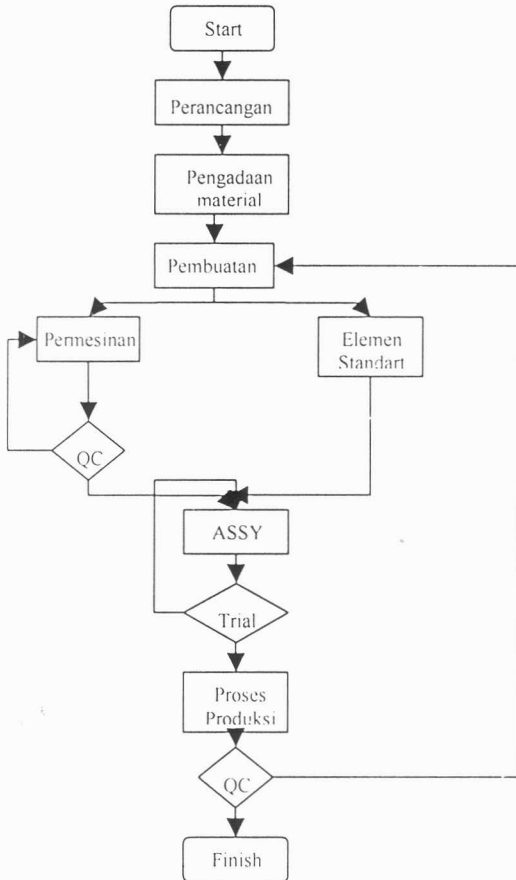 Start
Perancangan
Pengadaan
material
Pembuatan
Permesinan
Elemen
Standart
QC
ASSY
Trial
Proses
Produksi
QC
Finish